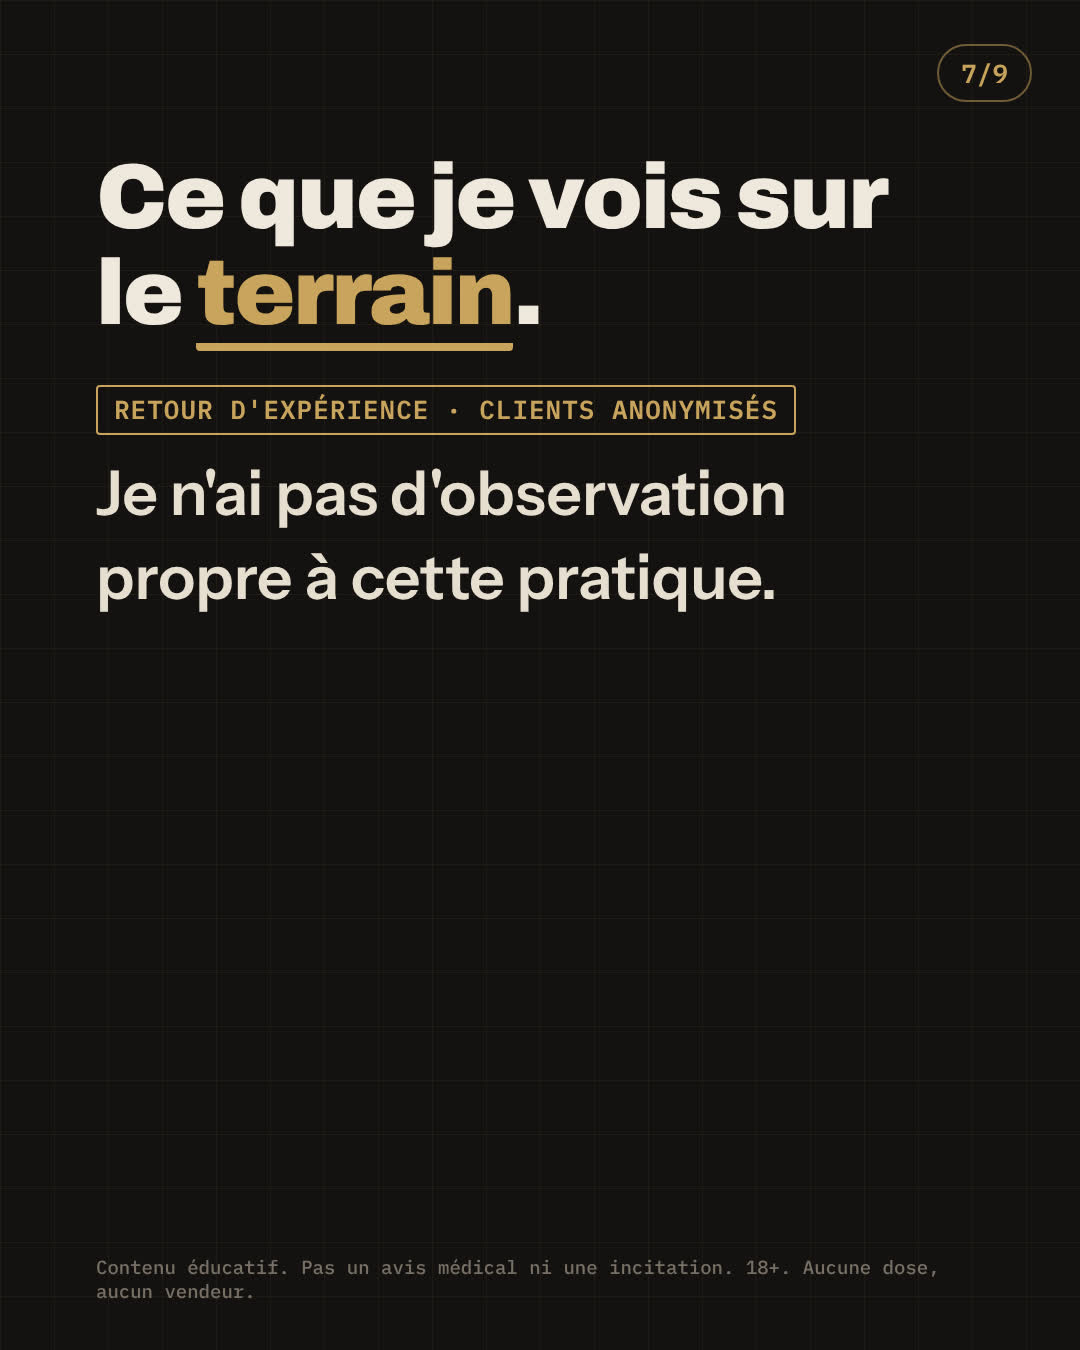 7/9
Ce que je vois sur
le terrain.
RETOUR D'EXPÉRIENCE · CLIENTS ANONYMISÉS
Je n'ai pas d'observation
propre à cette pratique.
Contenu éducatif. Pas un avis médical ni une incitation. 18+. Aucune dose,
aucun vendeur.